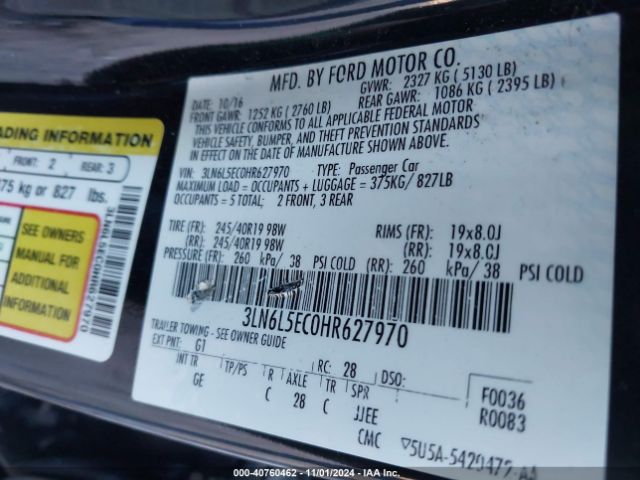 MFD. BY FORD MOTOR CO.
DATE: 10/16
GVWR: 2327 KG ( 5130 LB)
FRONT GAWR: 1252 KG ( 2760 LB)
REAR GAWR: 1086 KG ( 2395 LB)
THIS VEHICLE CONFORMS TO ALL APPLICABLE FEDERAL MOTOR
VEHICLE SAFETY, BUMPER, AND THEFT PREVENTION STANDARDS
IN EFFECT ON THE DATE OF MANUFACTURE SHOWN ABOVE.
VIN: 3LN6L5EC0HR627970 TYPE: Passenger Car
MAXIMUM LOAD = OCCUPANTS + LUGGAGE = 375KG/ 827LB
OCCUPANTS = 5 TOTAL: 2 FRONT, 3 REAR
TIRE (FR): 245/40R19 98W RIMS (FR): 19x8.0J
(RR): 245/40R19 98W (RR): 19x8.0J
PRESSURE (FR): 260 kPa/ 38 PSI COLD (RR): 260 kPa/ 38 PSI COLD
3LN6L5EC0HR627970
TRAILER TOWING - SEE OWNER GUIDE
EXT PNT: G1 RC: 28 DSO: F0036
INT TR TP/PS R AXLE TR SPR R0083
GE C 28 C JJEE
CMC 5U5A-5420472-AA
ADING INFORMATION
FRONT: 2 REAR: 3
375 kg or 827 lbs.
SEE OWNERS
MANUAL FOR
ADDITIONAL
INFORMATION
3LN6L5EC0HR627970
000-40760462 - 11/01/2024 - IAA Inc.